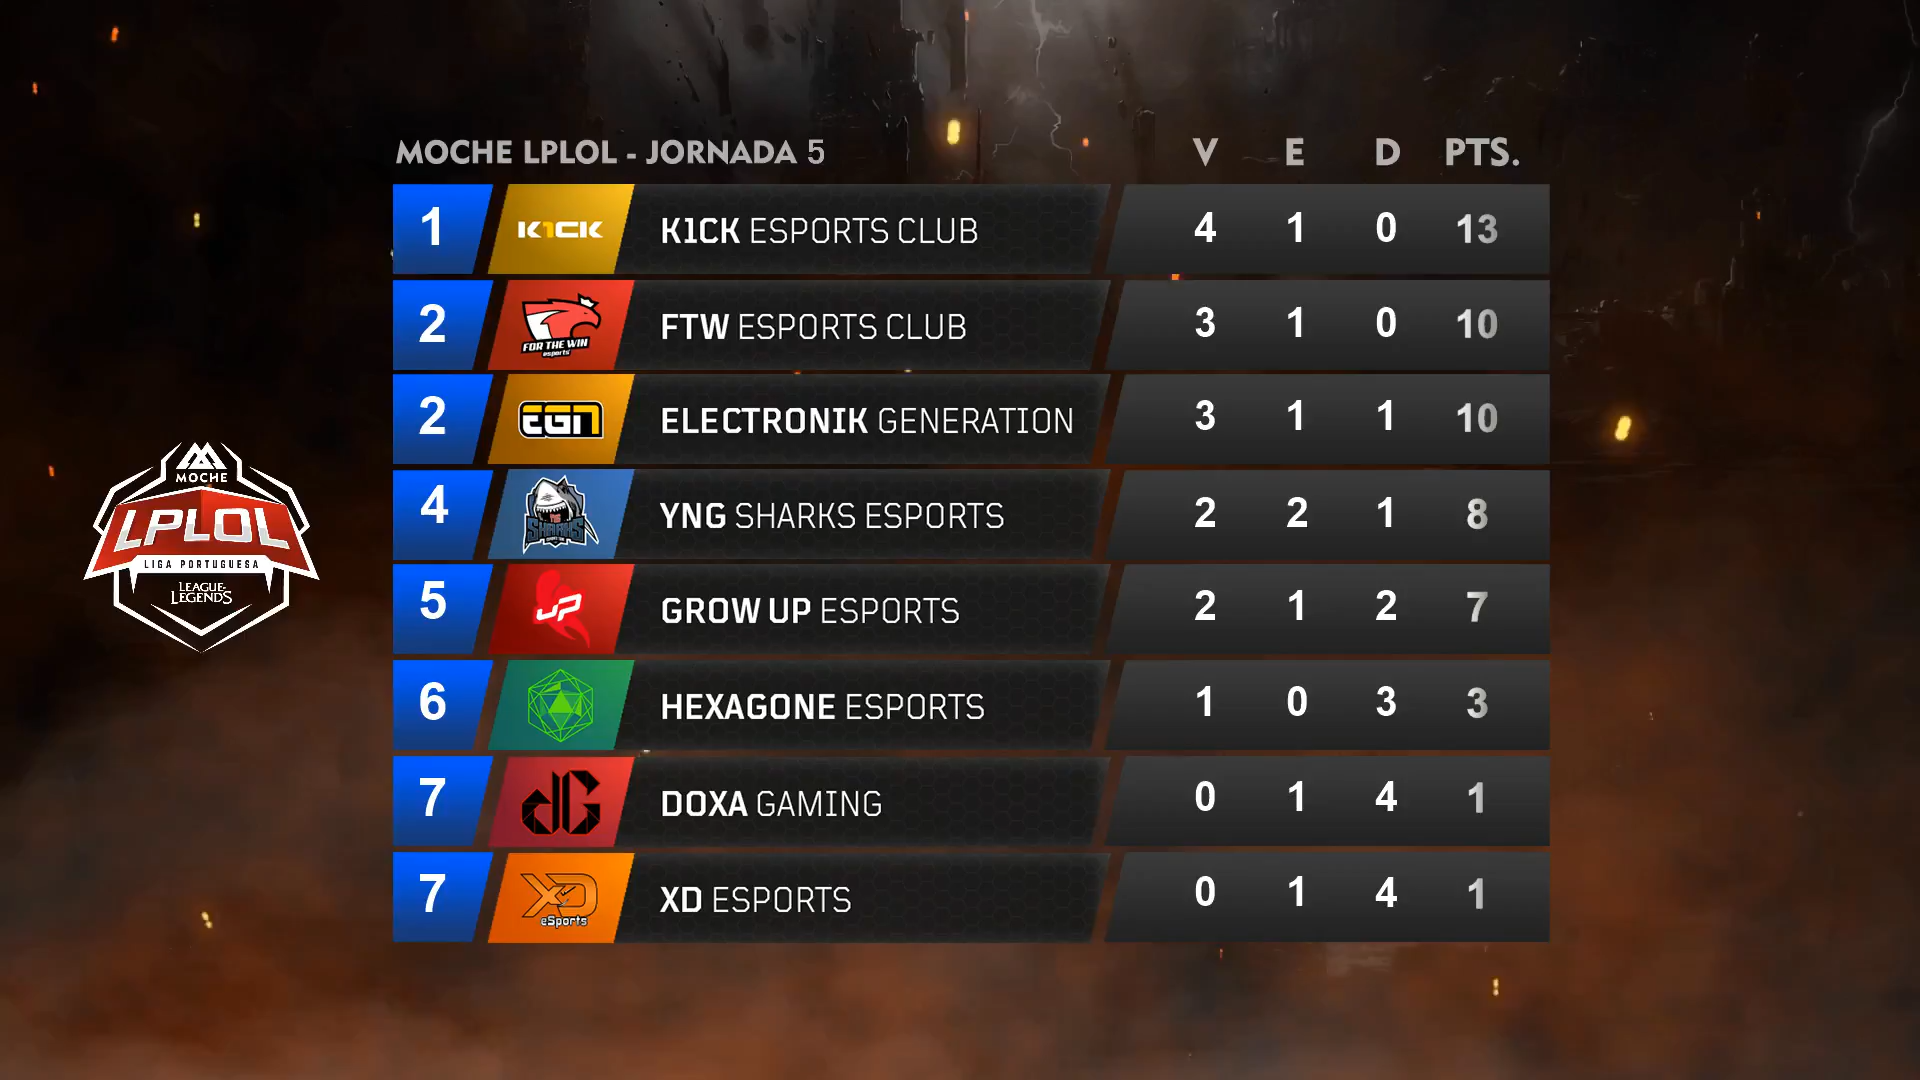 MOCHE LPLOL - JORNADA 5 V E D PTS.
1 K1CK K1CK ESPORTS CLUB 4 1 0 13
2 FOR THE WIN esports FTW ESPORTS CLUB 3 1 0 10
2 EGN ELECTRONIK GENERATION 3 1 1 10
4 SHARKS YNG SHARKS ESPORTS 2 2 1 8
5 UP GROW UP ESPORTS 2 1 2 7
6 HEXAGONE ESPORTS 1 0 3 3
7 dG DOXA GAMING 0 1 4 1
7 XD eSports XD ESPORTS 0 1 4 1
MOCHE
LPLOL
LIGA PORTUGUESA
LEAGUE OF
LEGENDS